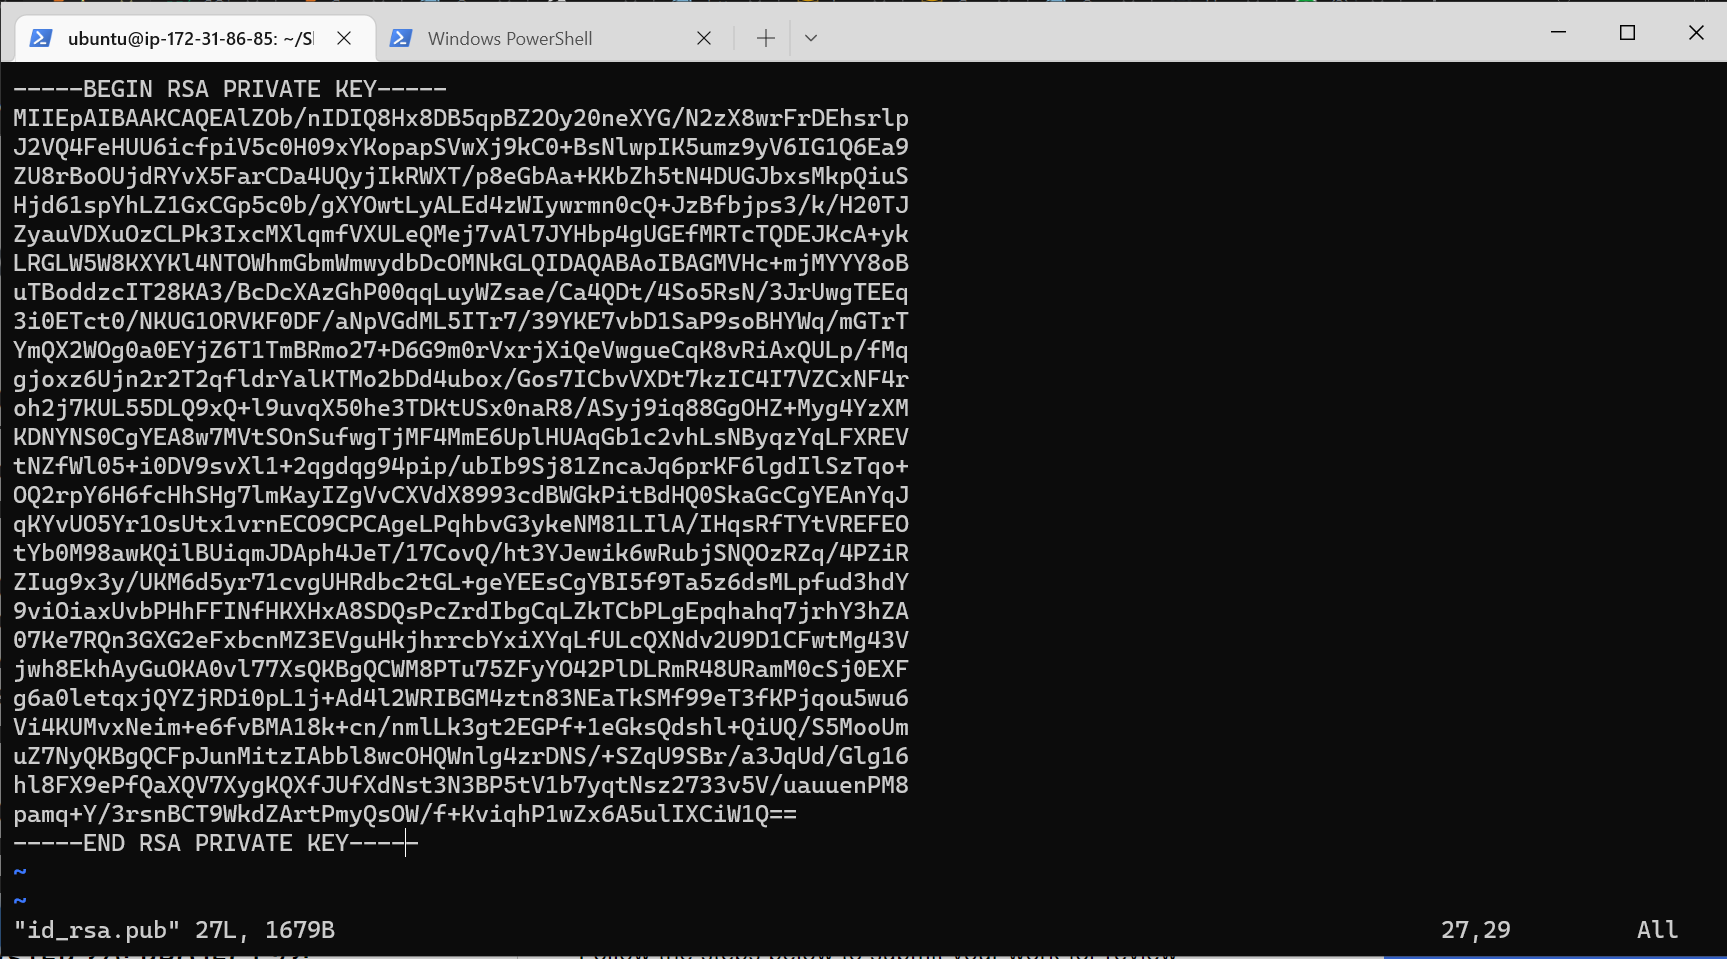 ubuntu@ip-172-31-86-85: ~/S
Windows PowerShell
-----BEGIN RSA PRIVATE KEY-----
MIIEpAIBAAKCAQEAlZOb/nIDIQ8Hx8DB5qpBZ2Oy20neXYG/N2zX8wrFrDEhsrlp
J2VQ4FeHUU6icfpiV5c0H09xYKopapSVwXj9kC0+BsNlwpIK5umz9yV6IG1Q6Ea9
ZU8rBoOUjdRYvX5FarCDa4UQyjIkRWXT/p8eGbAa+KKbZh5tN4DUGJbxsMkpQiuS
Hjd61spYhLZ1GxCGp5c0b/gXYOwtLyALEd4zWIywrmn0cQ+JzBfbjps3/k/H20TJ
ZyauVDXuOzCLPk3IxcMXlqmfVXULeQMej7vAl7JYHbp4gUGEfMRTcTQDEJKcA+yk
LRGLW5W8KXYKl4NTOWhmGbmWmwydbDcOMNkGLQIDAQABAoIBAGMVHc+mjMYYY8oB
uTBoddzcIT28KA3/BcDcXAzGhP00qqLuyWZsae/Ca4QDt/4So5RsN/3JrUwgTEEq
3i0ETct0/NKUG1ORVKF0DF/aNpVGdML5ITr7/39YKE7vbD1SaP9soBHYWq/mGTrT
YmQX2WOg0a0EYjZ6T1TmBRmo27+D6G9m0rVxrjXiQeVwgueCqK8vRiAxQULp/fMq
gjoxz6Ujn2r2T2qfldrYalKTMo2bDd4ubox/Gos7ICbvVXDt7kzIC4I7VZCxNF4r
oh2j7KUL55DLQ9xQ+l9uvqX50he3TDKtUSx0naR8/ASyj9iq88GgOHZ+Myg4YzXM
KDNYNS0CgYEA8w7MVtSOnSufwgTjMF4MmE6UplHUAqGb1c2vhLsNByqzYqLFXREV
tNZfWl05+i0DV9svXl1+2qgdqg94pip/ubIb9Sj81ZncaJq6prKF6lgdIlSzTqo+
OQ2rpY6H6fcHhSHg7lmKayIZgVvCXVdX8993cdBWGkPitBdHQ0SkaGcCgYEAnYqJ
qKYvUO5Yr1OsUtx1vrnECO9CPCAgeLPqhbvG3ykeNM81LIlA/IHqsRfTYtVREFEO
tYb0M98awKQilBUiqmJDAph4JeT/17CovQ/ht3YJewik6wRubjSNQOzRZq/4PZiR
ZIug9x3y/UKM6d5yr71cvgUHRdbc2tGL+geYEEsCgYBI5f9Ta5z6dsMLpfud3hdY
9viOiaxUvbPHhFFINfHKXHxA8SDQsPcZrdIbgCqLZkTCbPLgEpqhahq7jrhY3hZA
07Ke7RQn3GXG2eFxbcnMZ3EVguHkjhrrcbYxiXYqLfULcQXNdv2U9D1CFwtMg43V
jwh8EkhAyGuOKA0vl77XsQKBgQCWM8PTu75ZFyYO42PlDLRmR48URamM0cSj0EXF
g6a0letqxjQYZjRDi0pL1j+Ad4l2WRIBGM4ztn83NEaTkSMf99eT3fKPjqou5wu6
Vi4KUMvxNeim+e6fvBMA18k+cn/nmlLk3gt2EGPf+1eGksQdshl+QiUQ/S5MooUm
uZ7NyQKBgQCFpJunMitzIAbbl8wcOHQWnlg4zrDNS/+SZqU9SBr/a3JqUd/Glg16
hl8FX9ePfQaXQV7XygKQXfJUfXdNst3N3BP5tV1b7yqtNsz2733v5V/uauuenPM8
pamq+Y/3rsnBCT9WkdZArtPmyQsOW/f+KviqhP1wZx6A5ulIXCiW1Q==
-----END RSA PRIVATE KEY-----
~
~
"id_rsa.pub" 27L, 1679B 27,29 All